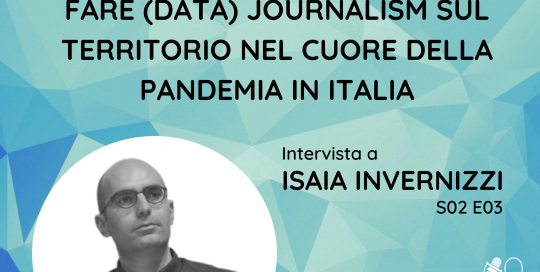 FARE (DATA) JOURNALISM SUL
TERRITORIO NEL CUORE DELLA
PANDEMIA IN ITALIA
Intervista a
ISAIA INVERNIZZI
S02 E03